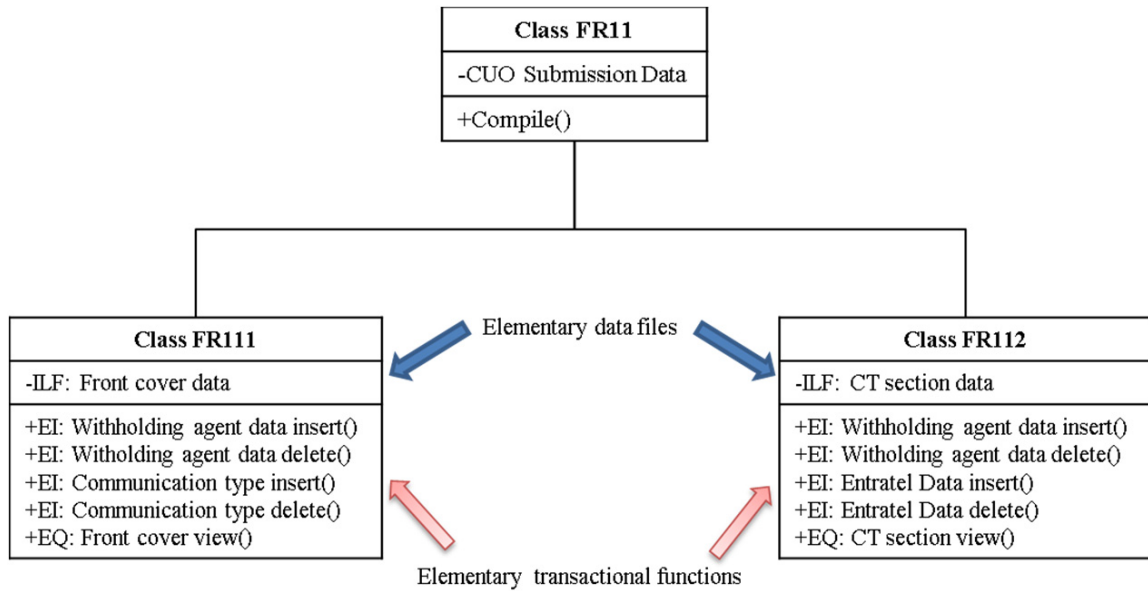 Class FR11
-CUO Submission Data
+Compile()
Elementary data files
Class FR111
-ILF: Front cover data
+EI: Withholding agent data insert()
+EI: Witholding agent data delete()
+EI: Communication type insert()
+EI: Communication type delete()
+EQ: Front cover view()
Class FR112
-ILF: CT section data
+EI: Withholding agent data insert()
+EI: Witholding agent data delete()
+EI: Entratel Data insert()
+EI: Entratel Data delete()
+EQ: CT section view()
Elementary transactional functions